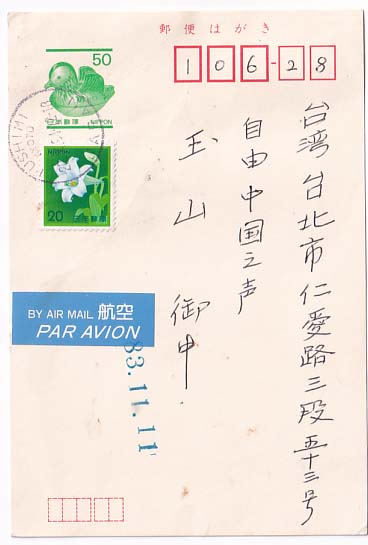 郵便はがき
50
日本郵便 NIPPON
106-28
NIPPON
20
日本郵便
FUSHIMI
台湾台北市仁愛路三段五十三号
自由中国之声
玉山 御中
BY AIR MAIL 航空
PAR AVION
83.11.11